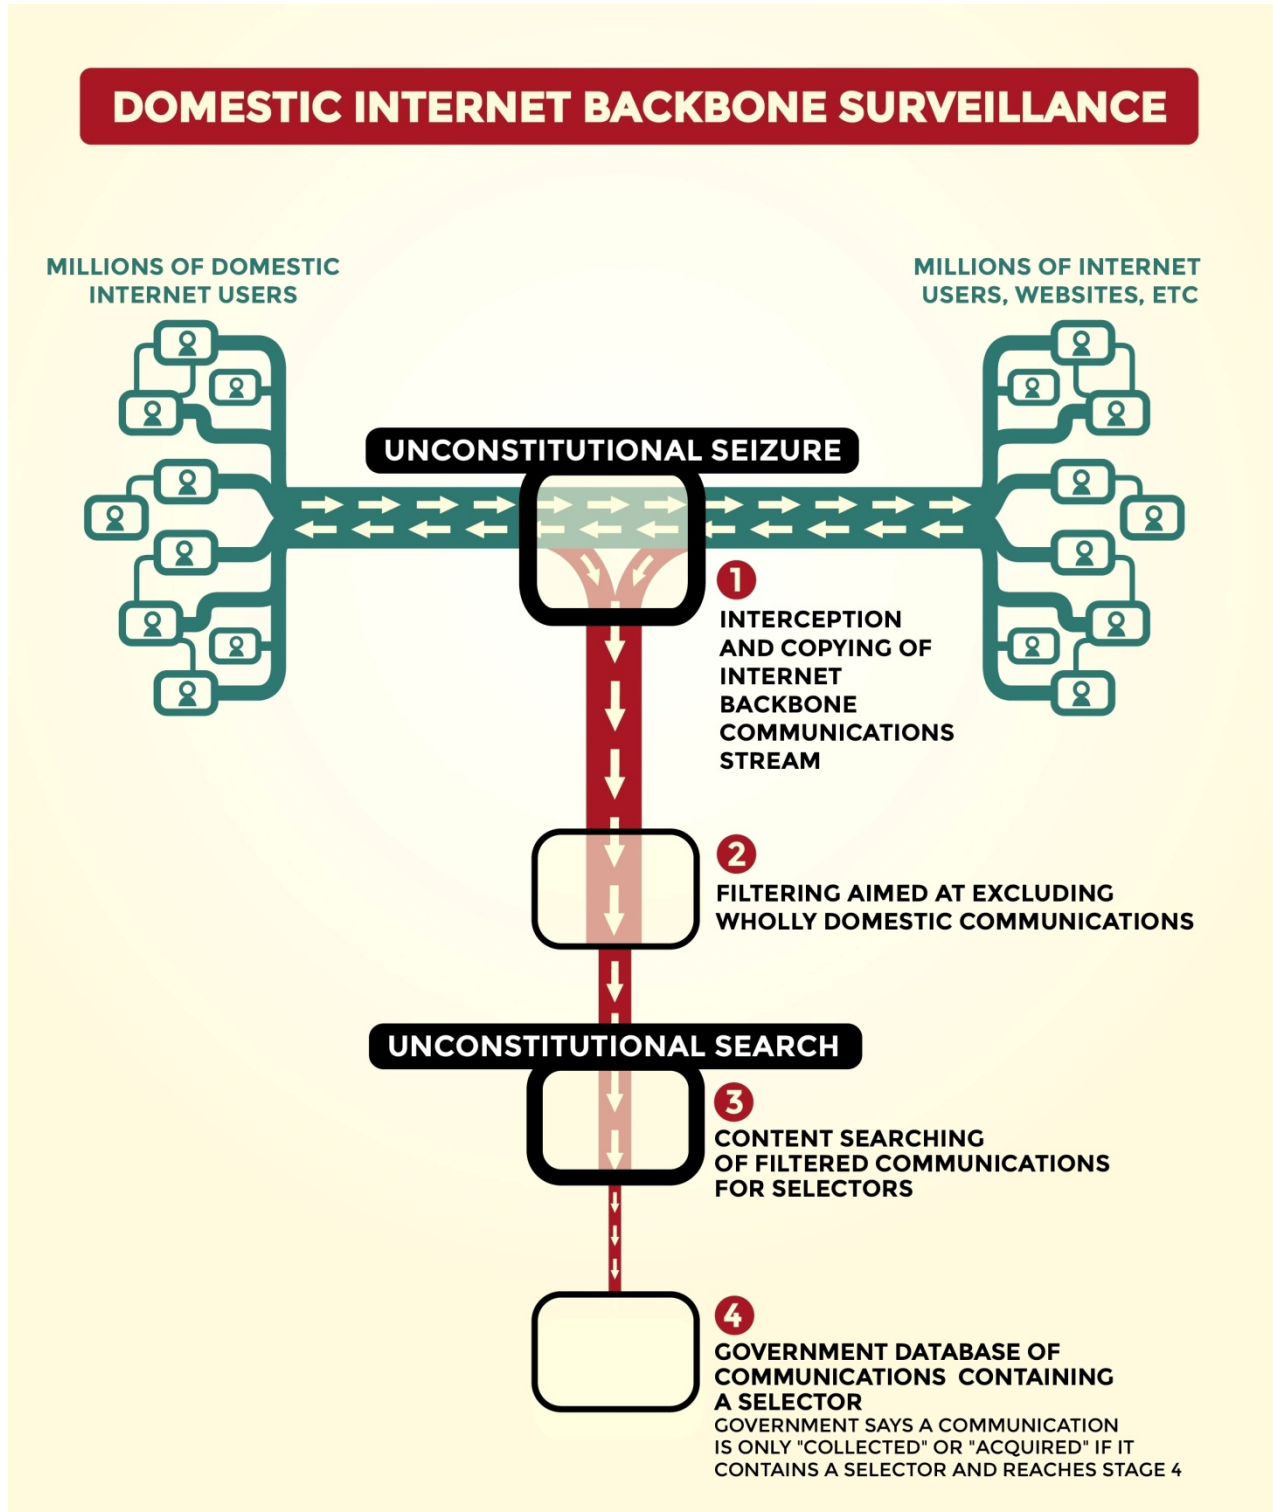 DOMESTIC INTERNET BACKBONE SURVEILLANCE
MILLIONS OF DOMESTIC
INTERNET USERS
MILLIONS OF INTERNET
USERS, WEBSITES, ETC
UNCONSTITUTIONAL SEIZURE
1
INTERCEPTION
AND COPYING OF
INTERNET
BACKBONE
COMMUNICATIONS
STREAM
2
FILTERING AIMED AT EXCLUDING
WHOLLY DOMESTIC COMMUNICATIONS
UNCONSTITUTIONAL SEARCH
3
CONTENT SEARCHING
OF FILTERED COMMUNICATIONS
FOR SELECTORS
4
GOVERNMENT DATABASE OF
COMMUNICATIONS CONTAINING
A SELECTOR
GOVERNMENT SAYS A COMMUNICATION
IS ONLY "COLLECTED" OR "ACQUIRED" IF IT
CONTAINS A SELECTOR AND REACHES STAGE 4